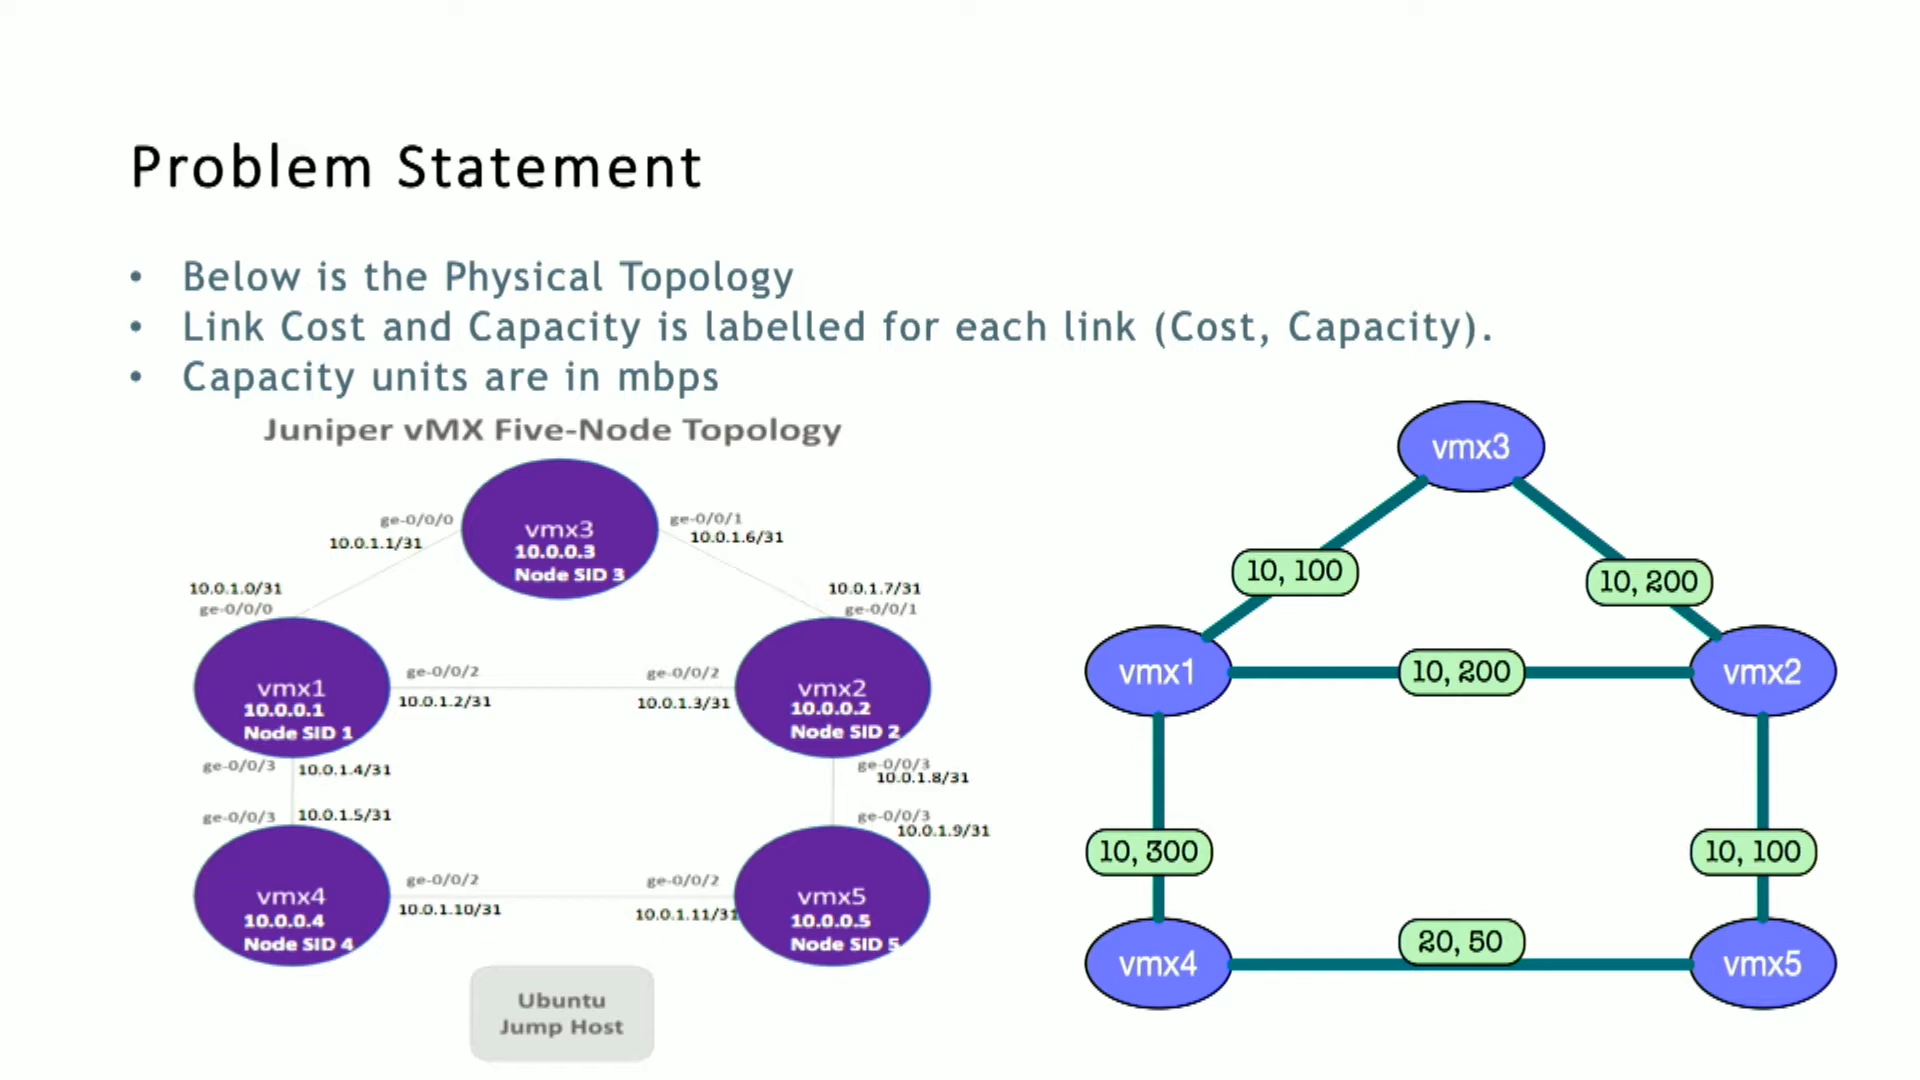 Problem Statement
• Below is the Physical Topology
• Link Cost and Capacity is labelled for each link (Cost, Capacity).
• Capacity units are in mbps
Juniper vMX Five-Node Topology
ge-0/0/0
10.0.1.1/31
vmx3
10.0.0.3
Node SID 3
ge-0/0/1
10.0.1.6/31
10.0.1.0/31
ge-0/0/0
10.0.1.7/31
ge-0/0/1
vmx1
10.0.0.1
Node SID 1
ge-0/0/2
10.0.1.2/31
ge-0/0/2
10.0.1.3/31
vmx2
10.0.0.2
Node SID 2
ge-0/0/3
10.0.1.4/31
ge-0/0/3
10.0.1.8/31
ge-0/0/3
10.0.1.5/31
ge-0/0/3
10.0.1.9/31
vmx4
10.0.0.4
Node SID 4
ge-0/0/2
10.0.1.10/31
ge-0/0/2
10.0.1.11/31
vmx5
10.0.0.5
Node SID 5
Ubuntu
Jump Host
vmx3
10, 100
10, 200
vmx1
10, 200
vmx2
10, 300
10, 100
vmx4
20, 50
vmx5